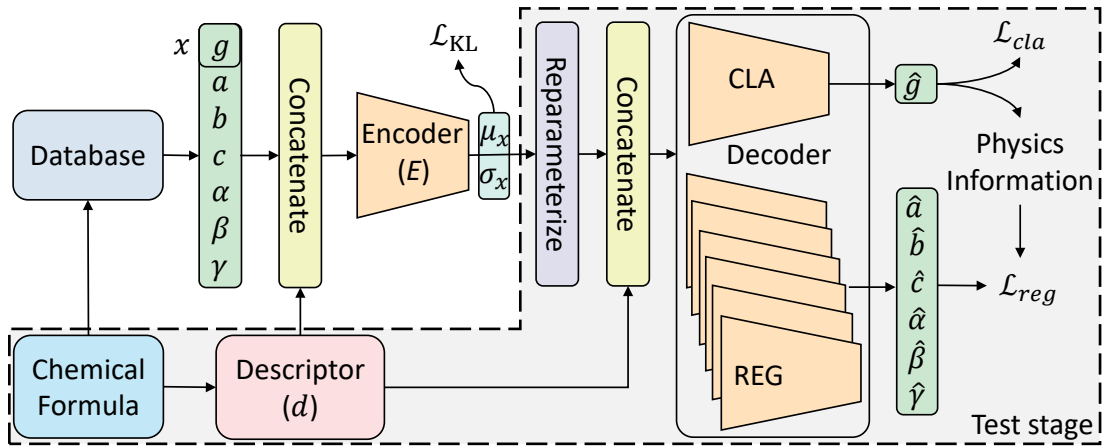 x
g
a
b
c
α
β
γ
Database
Chemical
Formula
Concatenate
Descriptor
(d)
Encoder
(E)
ℒ_KL
μ_x
σ_x
Reparameterize
Concatenate
CLA
Decoder
REG
ĝ
ℒ_cla
Physics
Information
â
b̂
ĉ
α̂
β̂
γ̂
ℒ_reg
Test stage